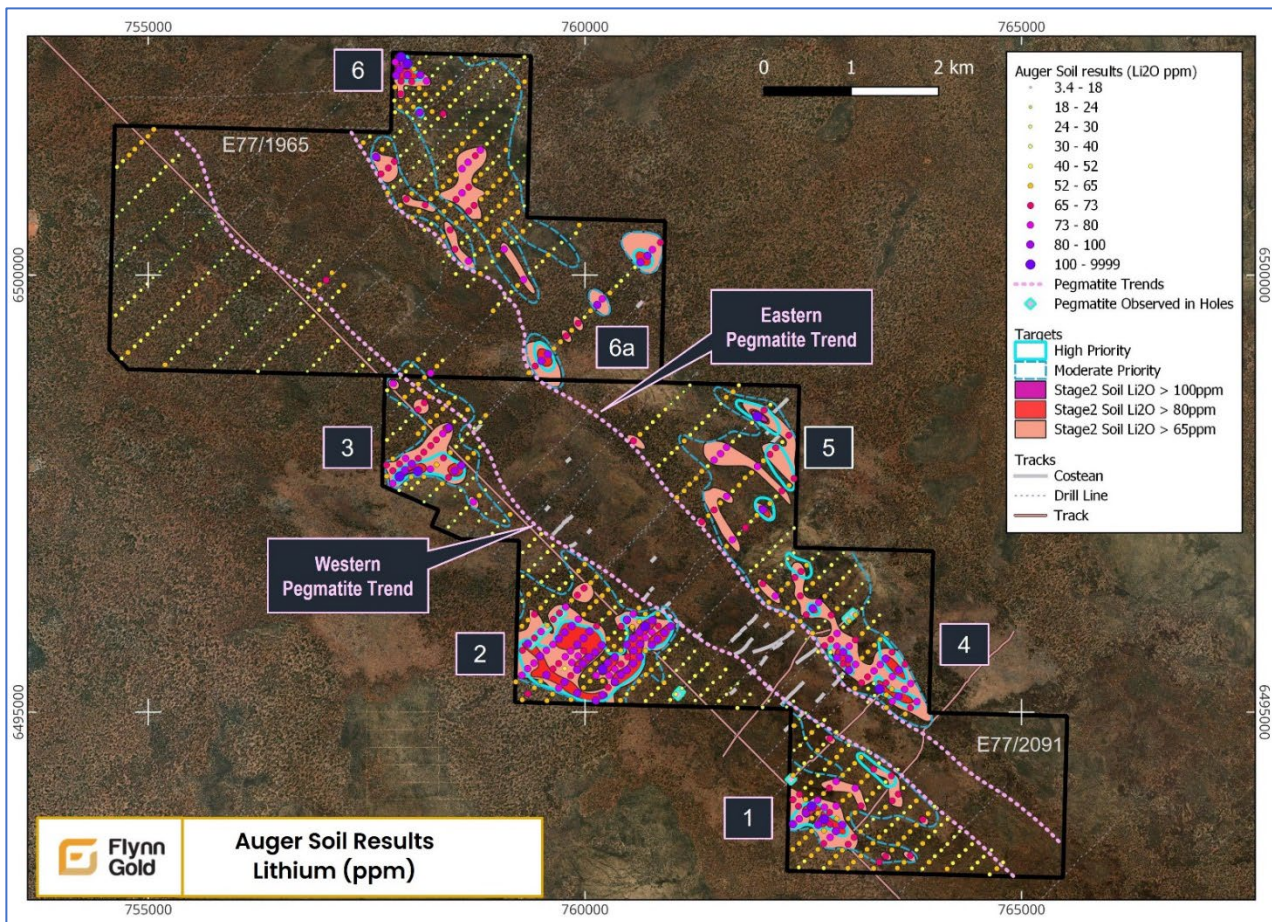 755000
760000
765000
6
E77/1965
0 1 2 km
Auger Soil results (Li2O ppm)
3.4 - 18
18 - 24
24 - 30
30 - 40
40 - 52
52 - 65
65 - 73
73 - 80
80 - 100
100 - 9999
Pegmatite Trends
Pegmatite Observed in Holes
Targets
High Priority
Moderate Priority
Stage2 Soil Li2O > 100ppm
Stage2 Soil Li2O > 80ppm
Stage2 Soil Li2O > 65ppm
Tracks
Costean
Drill Line
Track
6500000
6500000
Eastern
Pegmatite Trend
6a
3
5
Western
Pegmatite Trend
2
4
6495000
6495000
E77/2091
1
Flynn
Gold
Auger Soil Results
Lithium (ppm)
755000
760000
765000